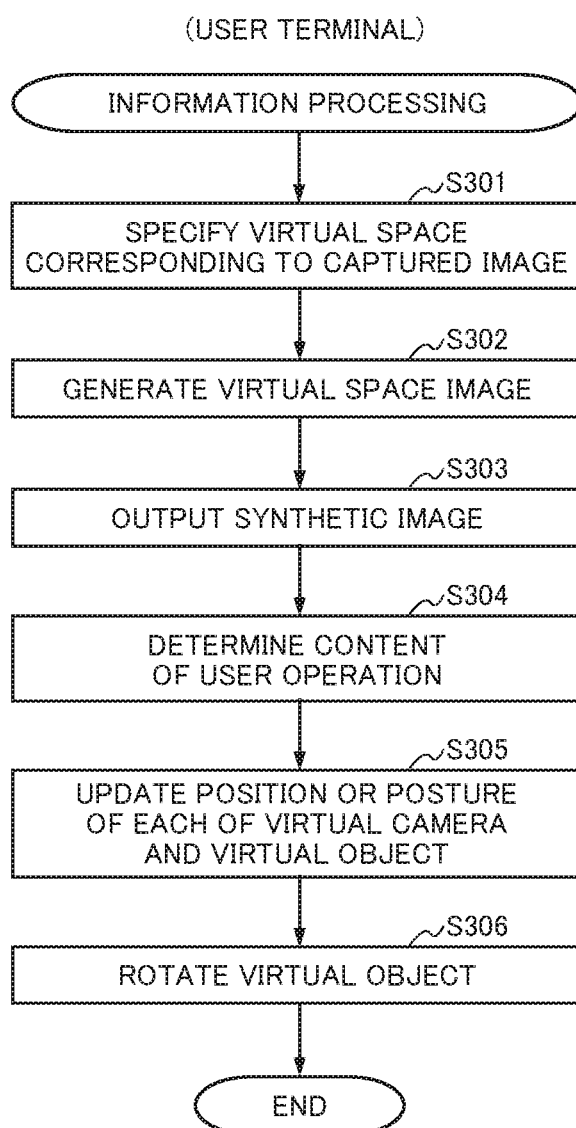 (USER TERMINAL)
INFORMATION PROCESSING
S301
SPECIFY VIRTUAL SPACE
CORRESPONDING TO CAPTURED IMAGE
S302
GENERATE VIRTUAL SPACE IMAGE
S303
OUTPUT SYNTHETIC IMAGE
S304
DETERMINE CONTENT
OF USER OPERATION
S305
UPDATE POSITION OR POSTURE
OF EACH OF VIRTUAL CAMERA
AND VIRTUAL OBJECT
S306
ROTATE VIRTUAL OBJECT
END